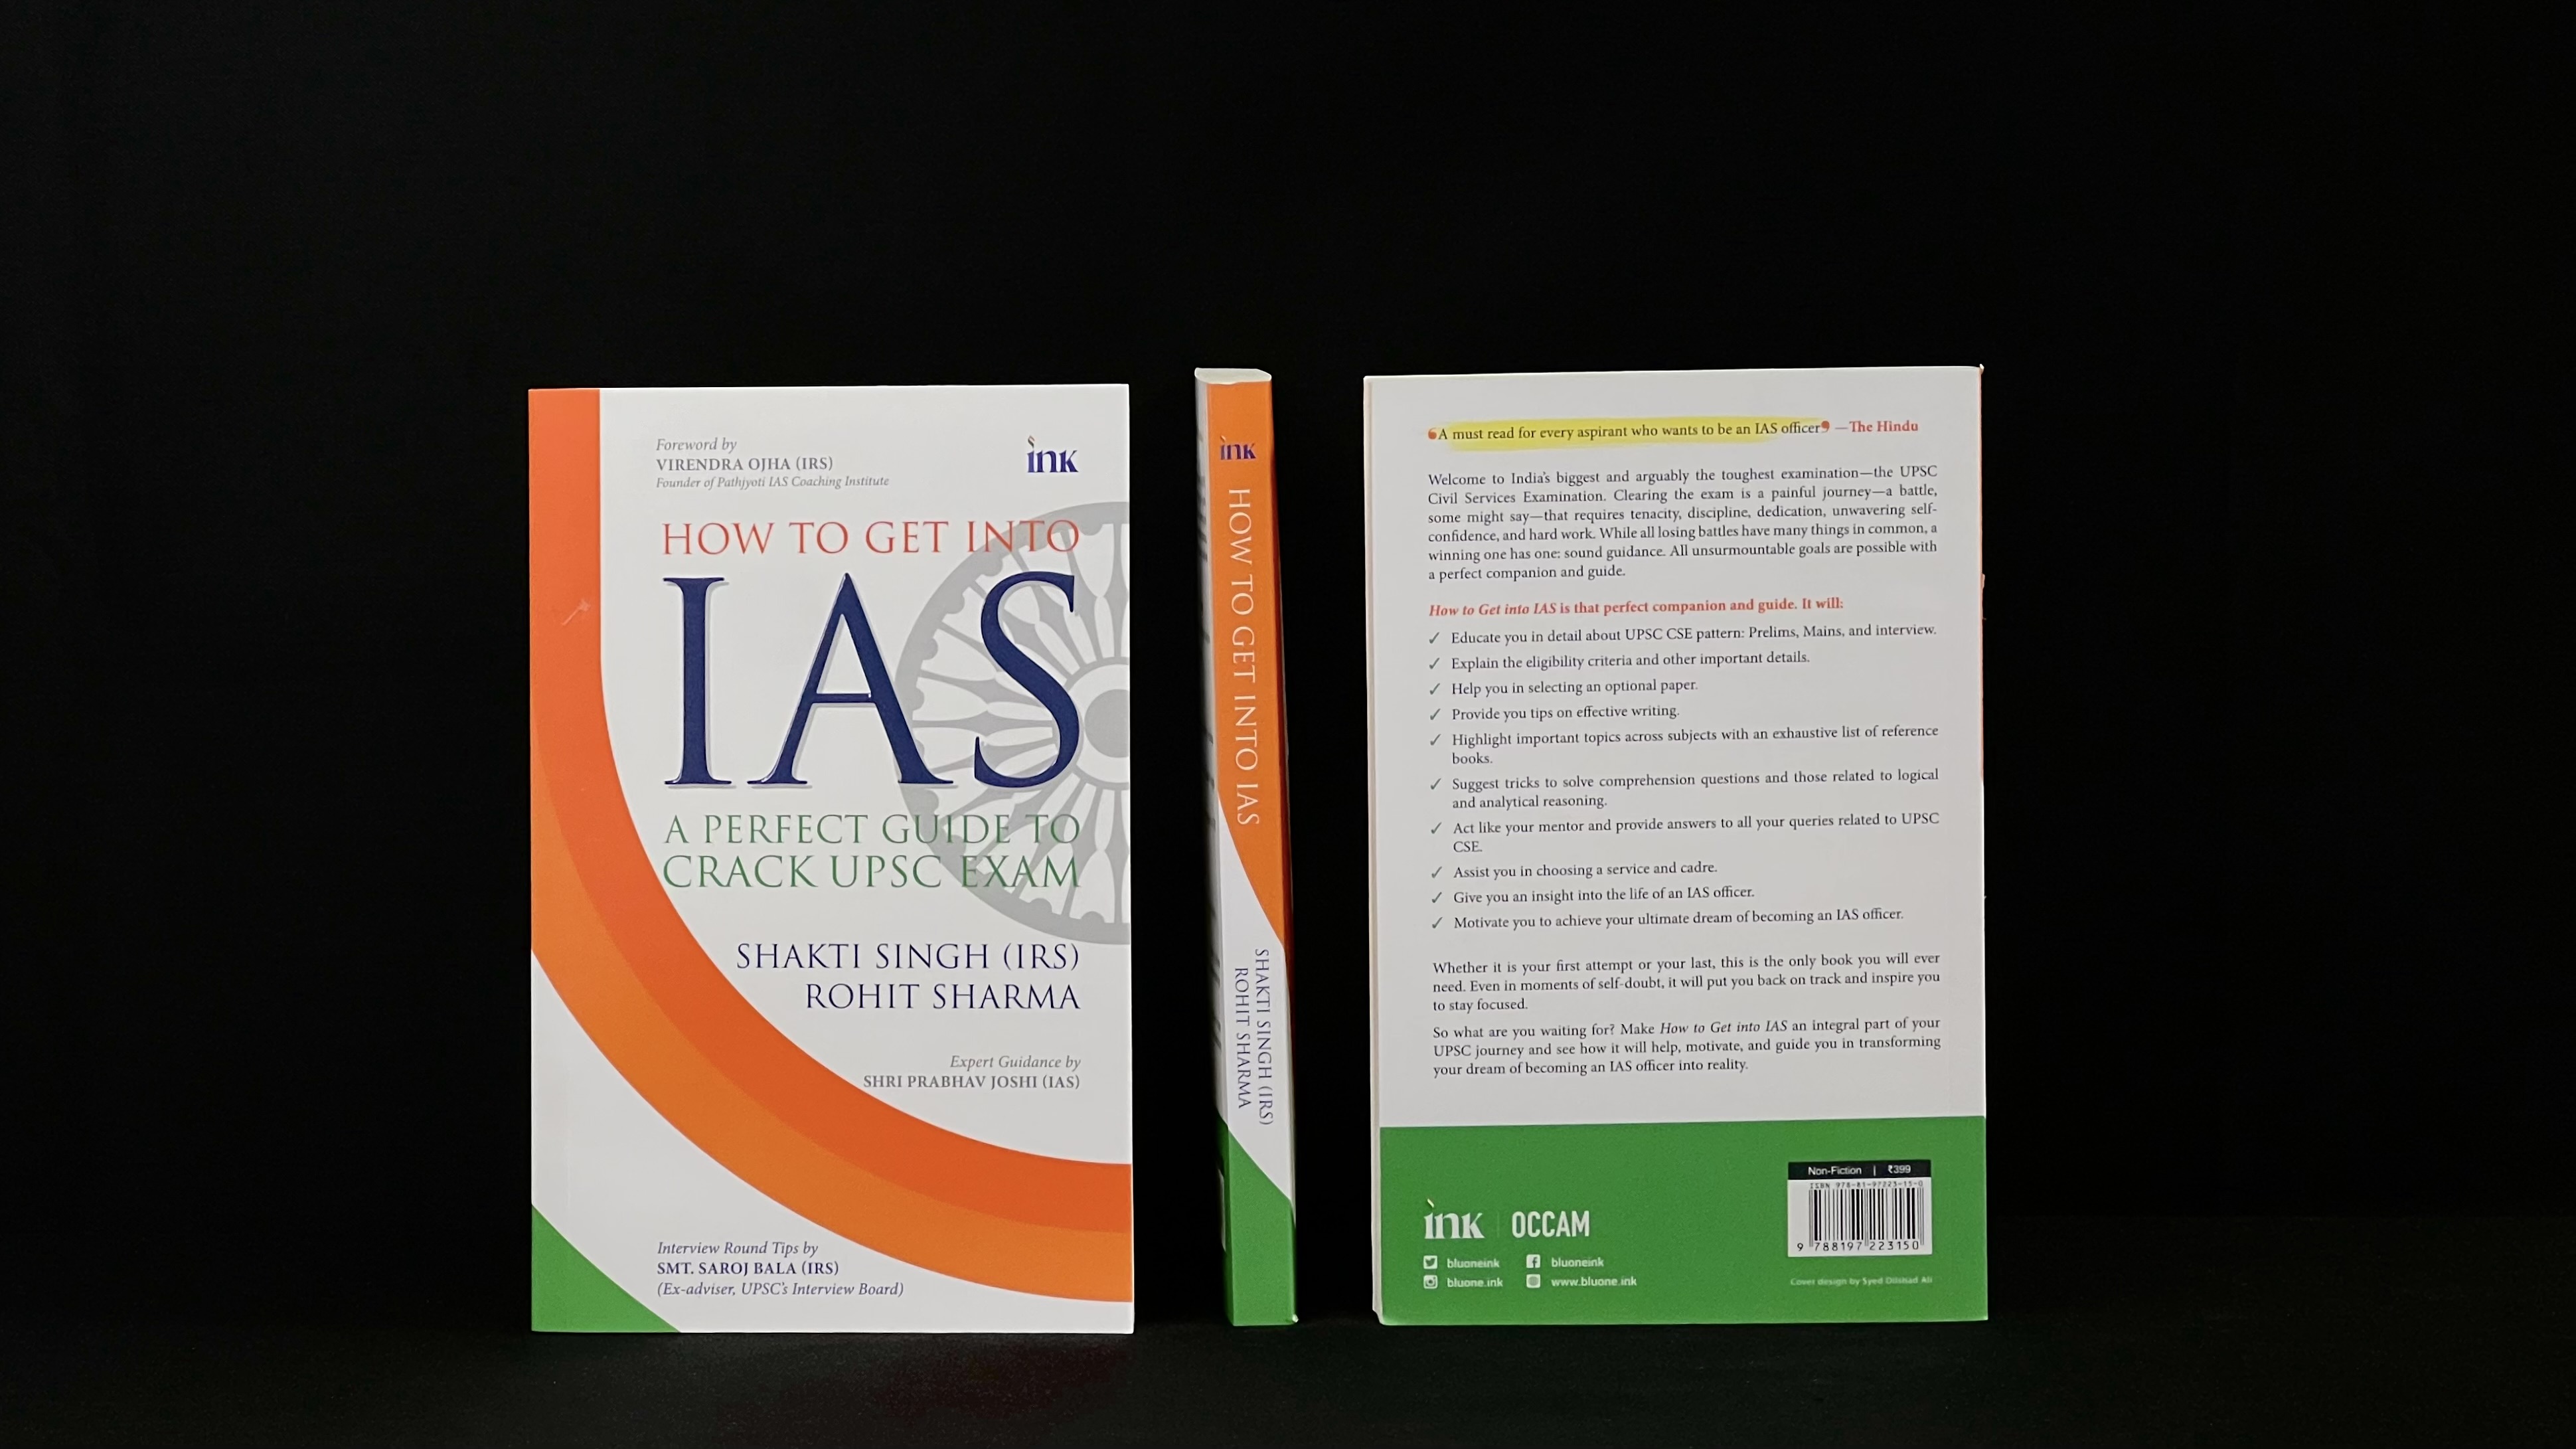 Foreword by
VIRENDRA OJHA (IRS)
Founder of Pathjyoti IAS Coaching Institute
ink
HOW TO GET INTO
IAS
A PERFECT GUIDE TO
CRACK UPSC EXAM
SHAKTI SINGH (IRS)
ROHIT SHARMA
Expert Guidance by
SHRI PRABHAV JOSHI (IAS)
Interview Round Tips by
SMT. SAROJ BALA (IRS)
(Ex-adviser, UPSC's Interview Board)
ink
HOW TO GET INTO IAS
SHAKTI SINGH (IRS)
ROHIT SHARMA
❛A must read for every aspirant who wants to be an IAS officer❜ —The Hindu
Welcome to India's biggest and arguably the toughest examination—the UPSC
Civil Services Examination. Clearing the exam is a painful journey—a battle,
some might say—that requires tenacity, discipline, dedication, unwavering self-
confidence, and hard work. While all losing battles have many things in common, a
winning one has one: sound guidance. All unsurmountable goals are possible with
a perfect companion and guide.
How to Get into IAS is that perfect companion and guide. It will:
✓ Educate you in detail about UPSC CSE pattern: Prelims, Mains, and interview.
✓ Explain the eligibility criteria and other important details.
✓ Help you in selecting an optional paper.
✓ Provide you tips on effective writing.
✓ Highlight important topics across subjects with an exhaustive list of reference
books.
✓ Suggest tricks to solve comprehension questions and those related to logical
and analytical reasoning.
✓ Act like your mentor and provide answers to all your queries related to UPSC
CSE.
✓ Assist you in choosing a service and cadre.
✓ Give you an insight into the life of an IAS officer.
✓ Motivate you to achieve your ultimate dream of becoming an IAS officer.
Whether it is your first attempt or your last, this is the only book you will ever
need. Even in moments of self-doubt, it will put you back on track and inspire you
to stay focused.
So what are you waiting for? Make How to Get into IAS an integral part of your
UPSC journey and see how it will help, motivate, and guide you in transforming
your dream of becoming an IAS officer into reality.
ink | OCCAM
bluoneink bluoneink
bluone.ink www.bluone.ink
Non-Fiction | ₹399
ISBN 978-81-97223-15-0
9 788197 223150
Cover design by Syed Dilshad Ali